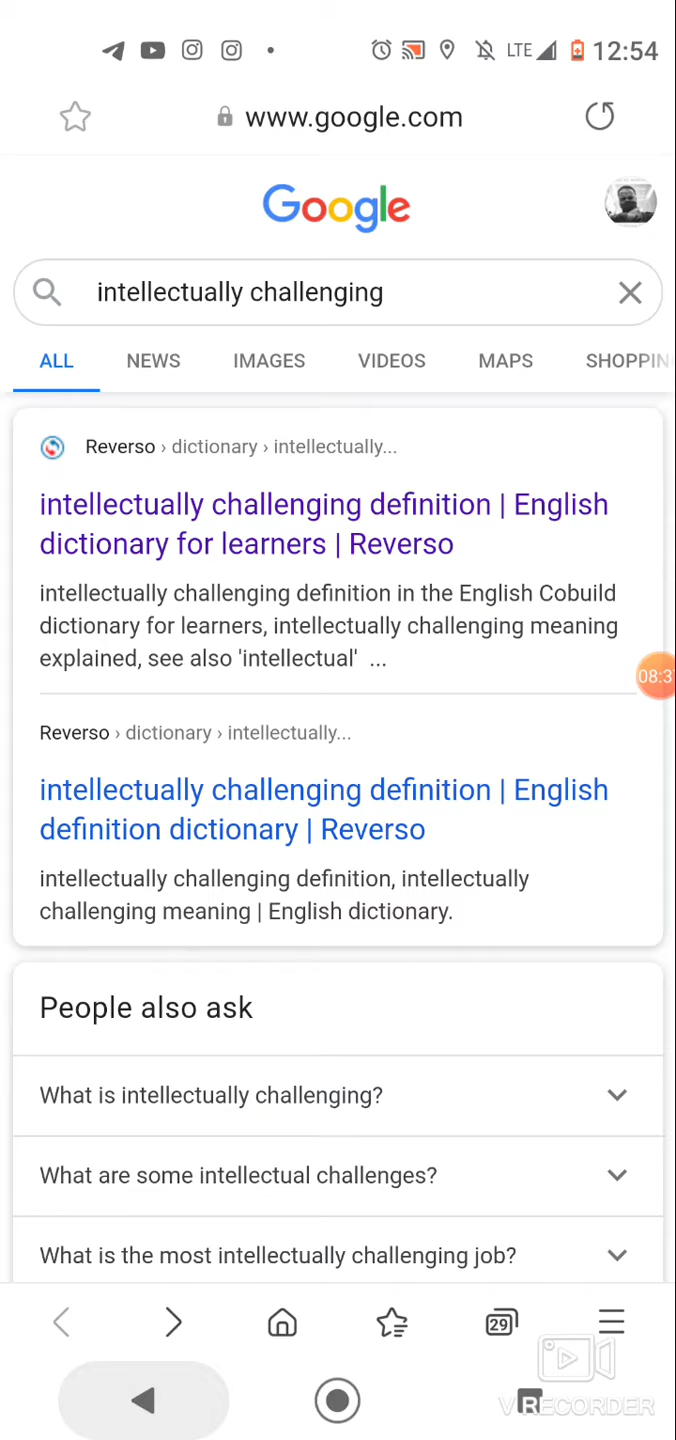 LTE 12:54
www.google.com
Google
intellectually challenging
ALL NEWS IMAGES VIDEOS MAPS SHOPPIN
Reverso › dictionary › intellectually...
intellectually challenging definition | English
dictionary for learners | Reverso
intellectually challenging definition in the English Cobuild
dictionary for learners, intellectually challenging meaning
explained, see also 'intellectual' ...
08:3
Reverso › dictionary › intellectually...
intellectually challenging definition | English
definition dictionary | Reverso
intellectually challenging definition, intellectually
challenging meaning | English dictionary.
People also ask
What is intellectually challenging?
What are some intellectual challenges?
What is the most intellectually challenging job?
29
VRECORDER